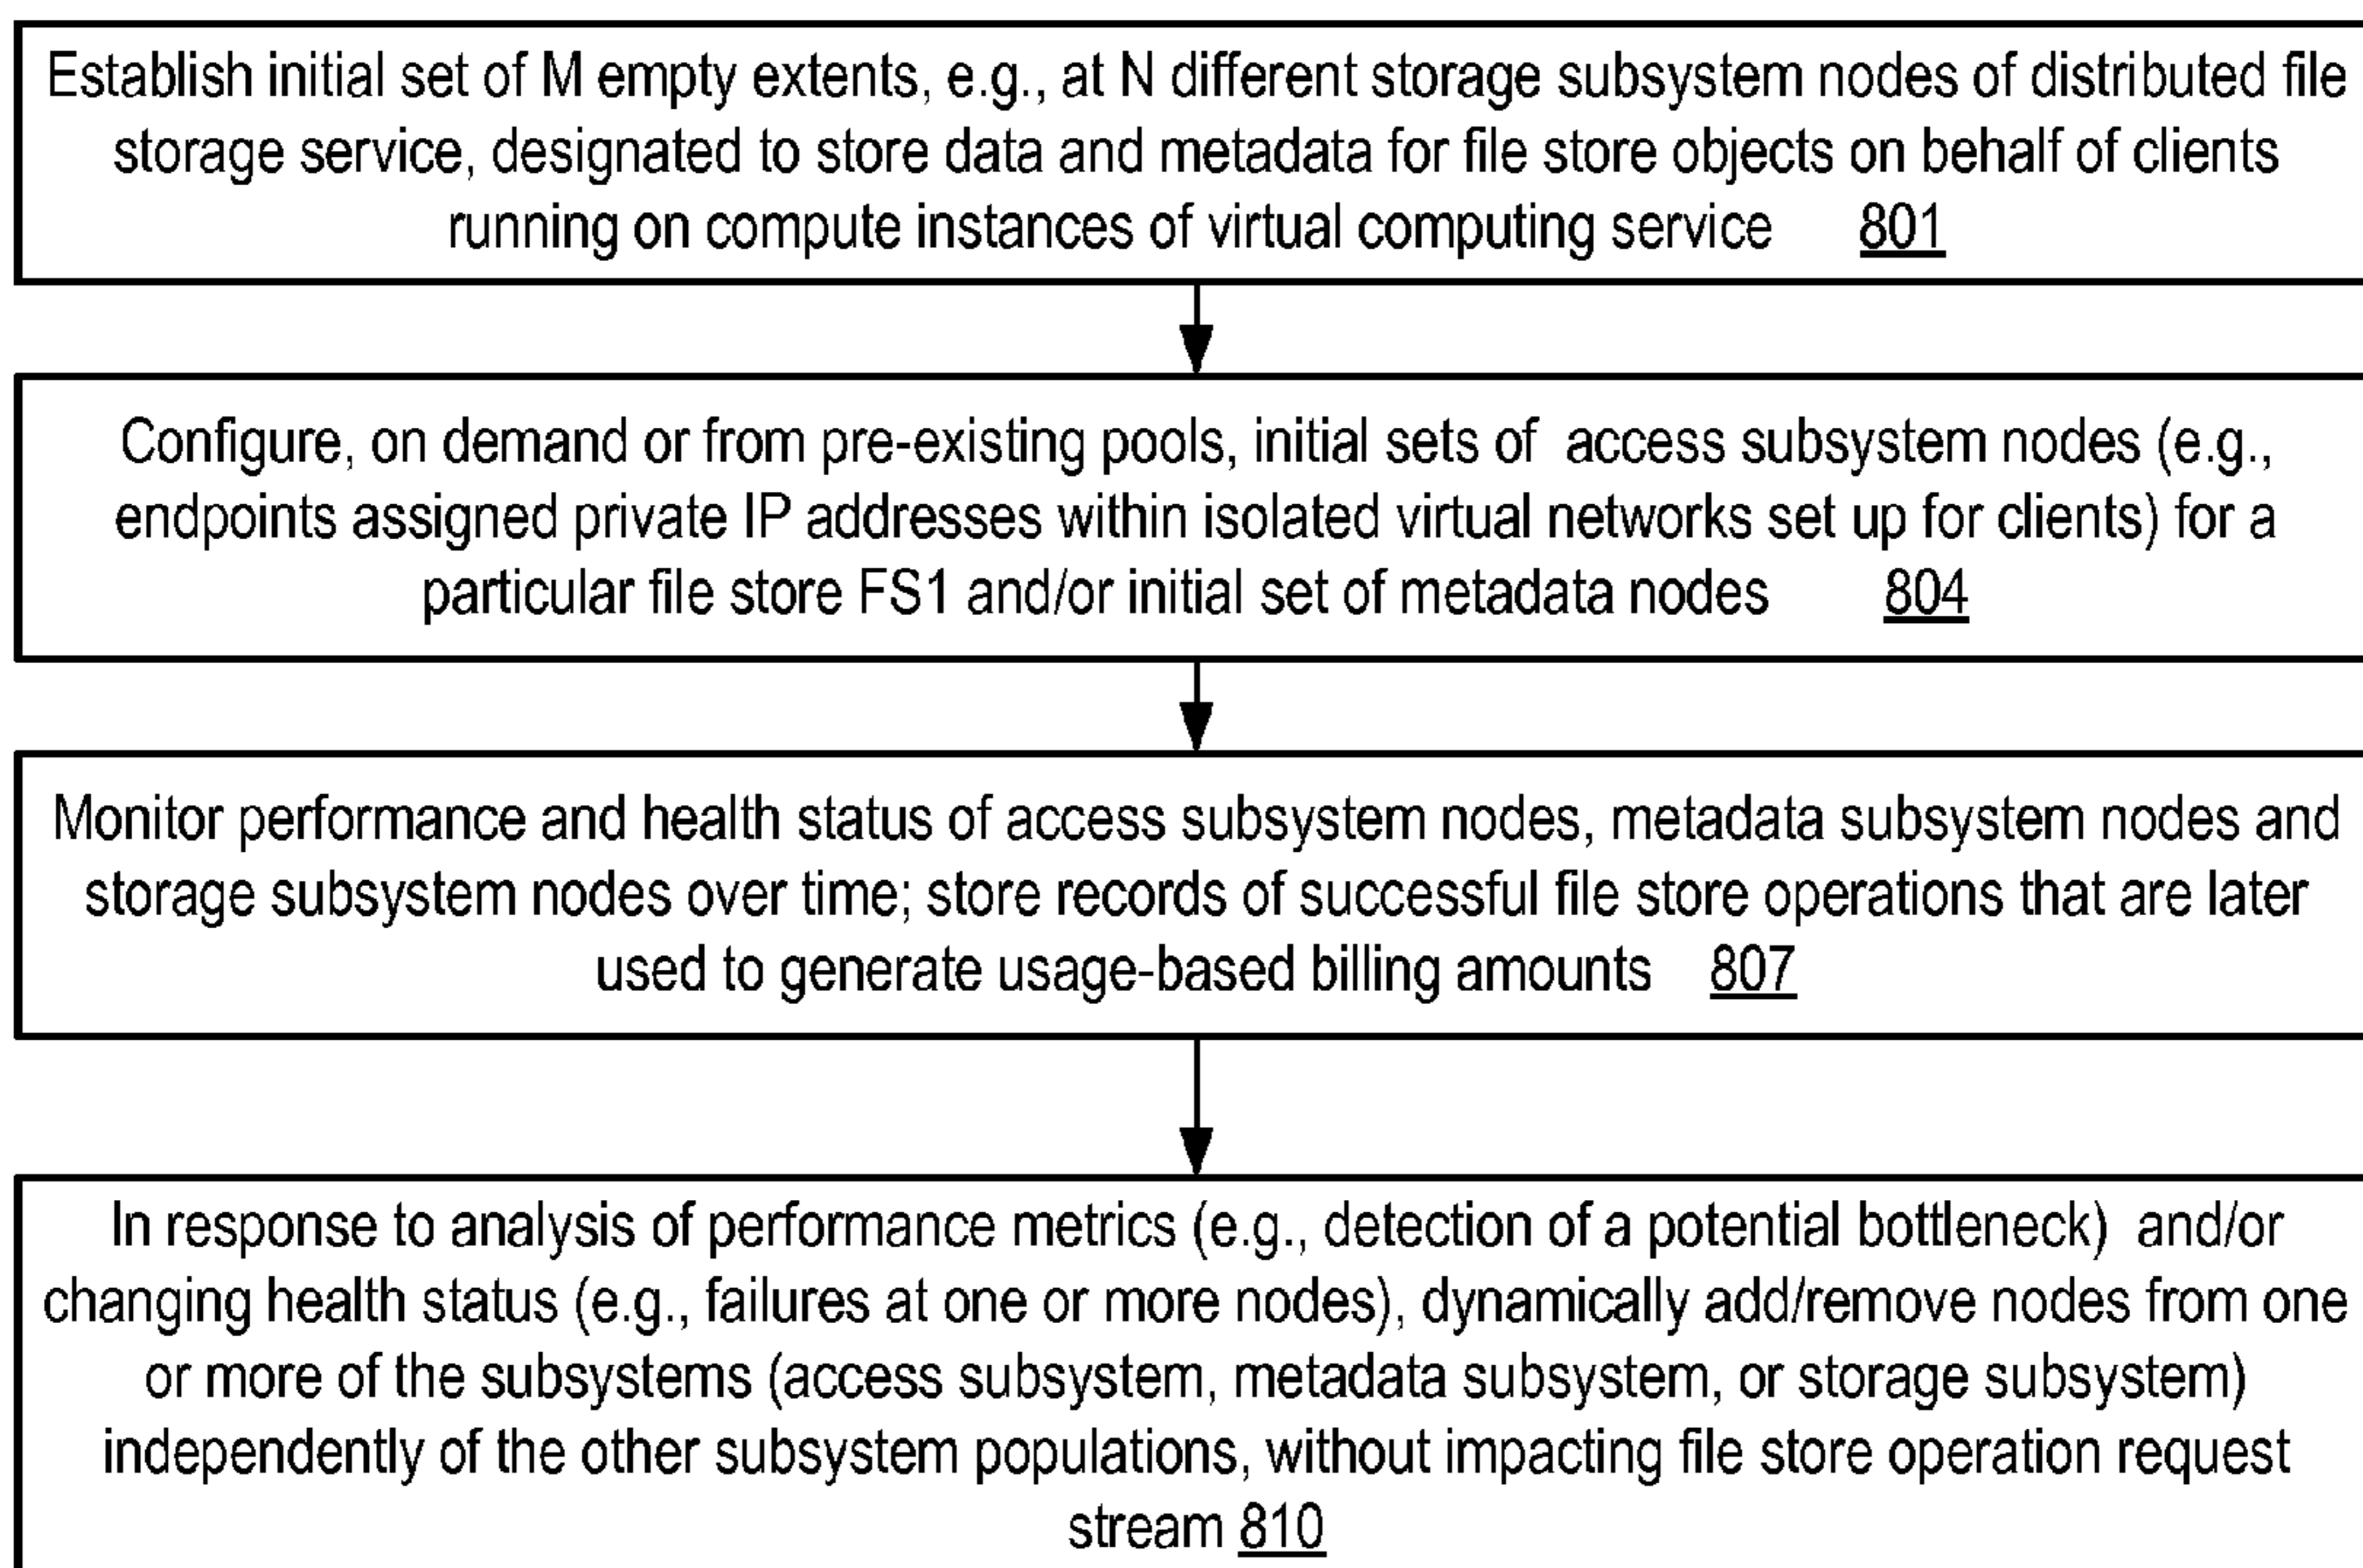 Establish initial set of M empty extents, e.g., at N different storage subsystem nodes of distributed file
storage service, designated to store data and metadata for file store objects on behalf of clients
running on compute instances of virtual computing service 801
Configure, on demand or from pre-existing pools, initial sets of access subsystem nodes (e.g.,
endpoints assigned private IP addresses within isolated virtual networks set up for clients) for a
particular file store FS1 and/or initial set of metadata nodes 804
Monitor performance and health status of access subsystem nodes, metadata subsystem nodes and
storage subsystem nodes over time; store records of successful file store operations that are later
used to generate usage-based billing amounts 807
In response to analysis of performance metrics (e.g., detection of a potential bottleneck) and/or
changing health status (e.g., failures at one or more nodes), dynamically add/remove nodes from one
or more of the subsystems (access subsystem, metadata subsystem, or storage subsystem)
independently of the other subsystem populations, without impacting file store operation request
stream 810